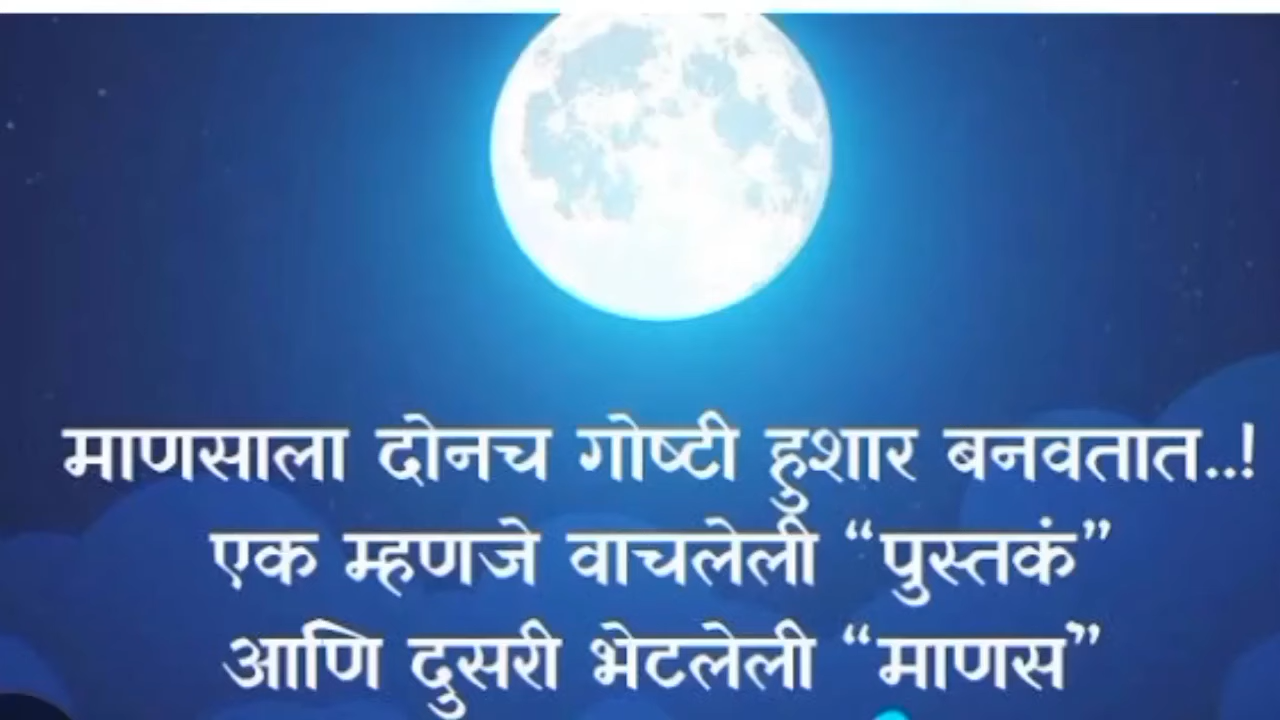 माणसाला दोनच गोष्टी हुशार बनवतात..!
एक म्हणजे वाचलेली “पुस्तकं”
आणि दुसरी भेटलेली “माणस”